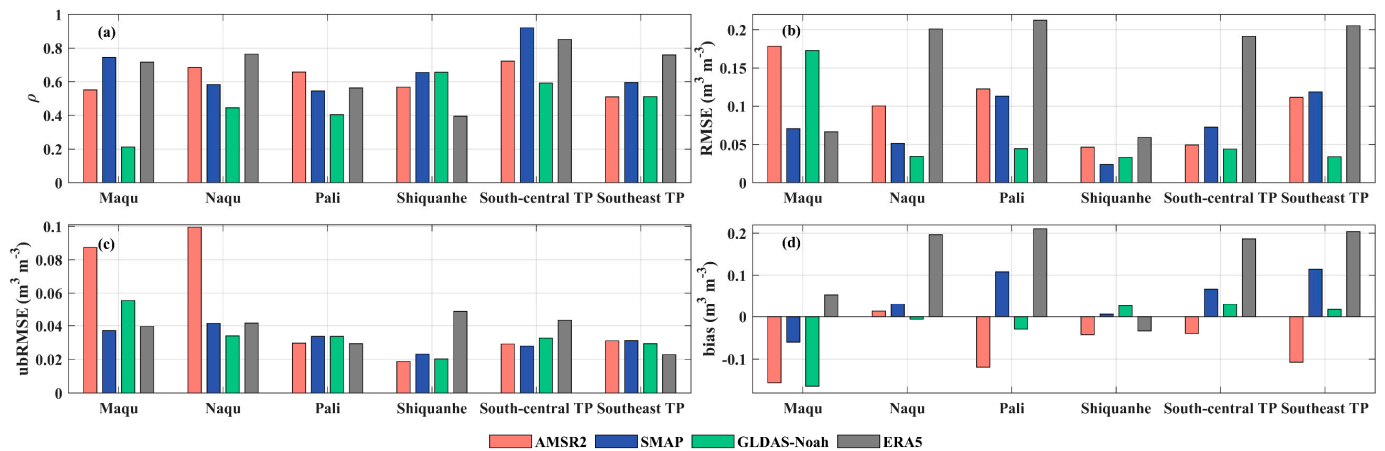 (a)
1
0.8
0.6
0.4
0.2
0
ρ
Maqu Naqu Pali Shiquanhe South-central TP Southeast TP
(b)
0.2
0.15
0.1
0.05
0
RMSE (m³ m⁻³)
Maqu Naqu Pali Shiquanhe South-central TP Southeast TP
(c)
0.1
0.08
0.06
0.04
0.02
0
ubRMSE (m³ m⁻³)
Maqu Naqu Pali Shiquanhe South-central TP Southeast TP
(d)
0.2
0.1
0
-0.1
bias (m³ m⁻³)
Maqu Naqu Pali Shiquanhe South-central TP Southeast TP
AMSR2 SMAP GLDAS-Noah ERA5